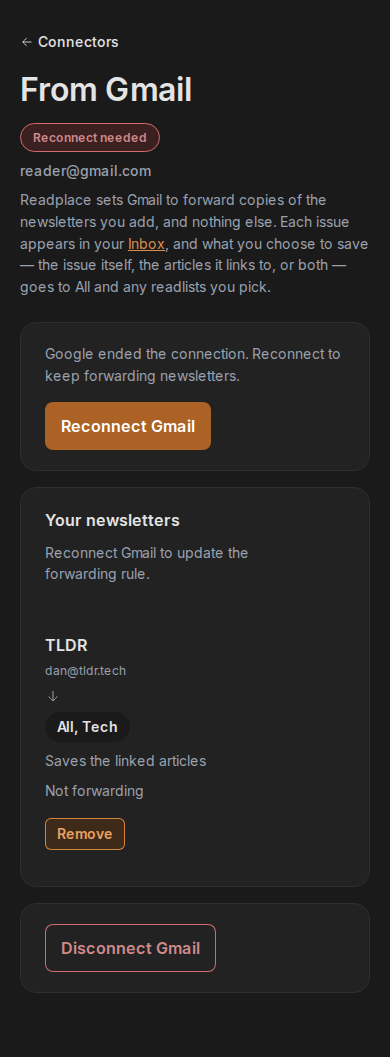 ← Connectors
From Gmail
Reconnect needed
reader@gmail.com
Readplace sets Gmail to forward copies of the
newsletters you add, and nothing else. Each issue
appears in your Inbox, and what you choose to save
— the issue itself, the articles it links to, or both —
goes to All and any readlists you pick.
Google ended the connection. Reconnect to
keep forwarding newsletters.
Reconnect Gmail
Your newsletters
Reconnect Gmail to update the
forwarding rule.
TLDR
dan@tldr.tech
↓
All, Tech
Saves the linked articles
Not forwarding
Remove
Disconnect Gmail